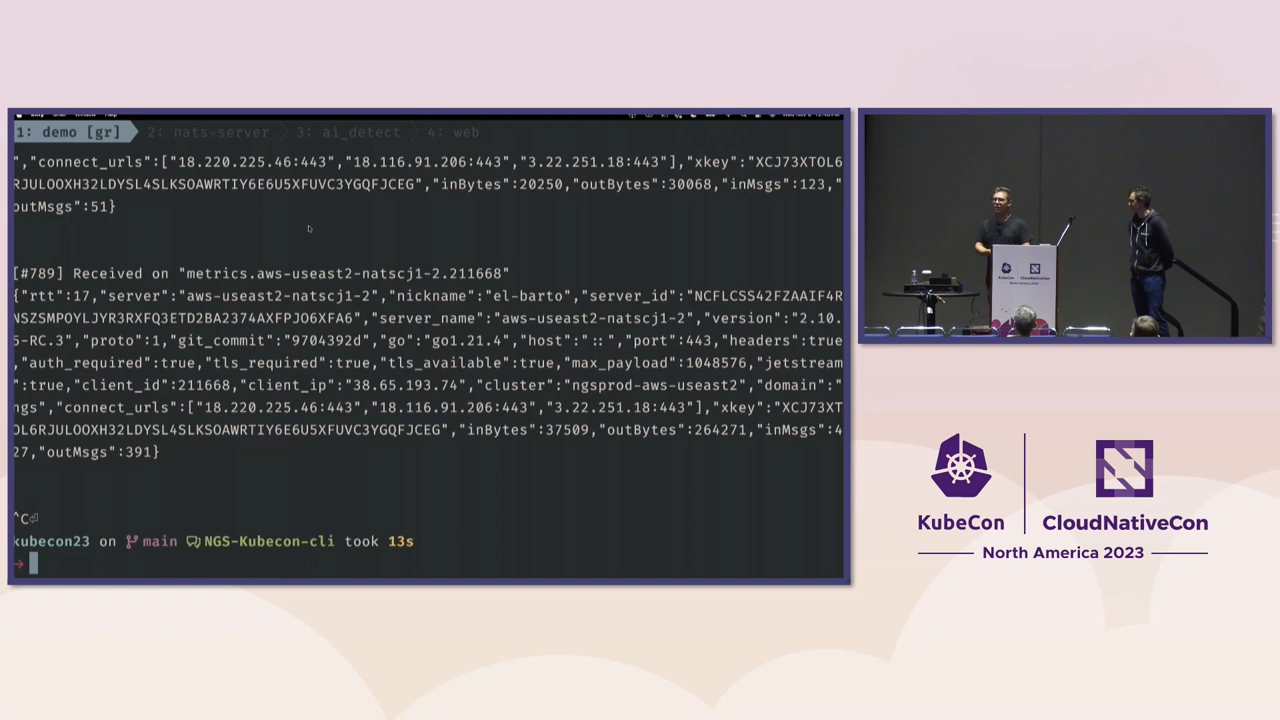 1: demo [gr] 2: nats-server 3: ai_detect 4: web
","connect_urls":["18.220.225.46:443","18.116.91.206:443","3.22.251.18:443"],"xkey":"XCJ73XTOL6
RJULOOXH32LDYSL4SLKSOAWRTIY6E6U5XFUVC3YGQFJCEG","inBytes":20250,"outBytes":30068,"inMsgs":123,"
outMsgs":51}
[#789] Received on "metrics.aws-useast2-natscj1-2.211668"
{"rtt":17,"server":"aws-useast2-natscj1-2","nickname":"el-barto","server_id":"NCFLCSS42FZAAIF4R
NSZSMPOYLJYR3RXFQ3ETD2BA2374AXFPJO6XFA6","server_name":"aws-useast2-natscj1-2","version":"2.10.
5-RC.3","proto":1,"git_commit":"9704392d","go":"go1.21.4","host":"::","port":443,"headers":true
,"auth_required":true,"tls_required":true,"tls_available":true,"max_payload":1048576,"jetstream
":true,"client_id":211668,"client_ip":"38.65.193.74","cluster":"ngsprod-aws-useast2","domain":"
ngs","connect_urls":["18.220.225.46:443","18.116.91.206:443","3.22.251.18:443"],"xkey":"XCJ73XT
OL6RJULOOXH32LDYSL4SLKSOAWRTIY6E6U5XFUVC3YGQFJCEG","inBytes":37509,"outBytes":264271,"inMsgs":4
27,"outMsgs":391}
^C⏎
kubecon23 on main NGS-Kubecon-cli took 13s
→
KubeCon CloudNativeCon
North America 2023
KubeCon CloudNativeCon
North America 2023